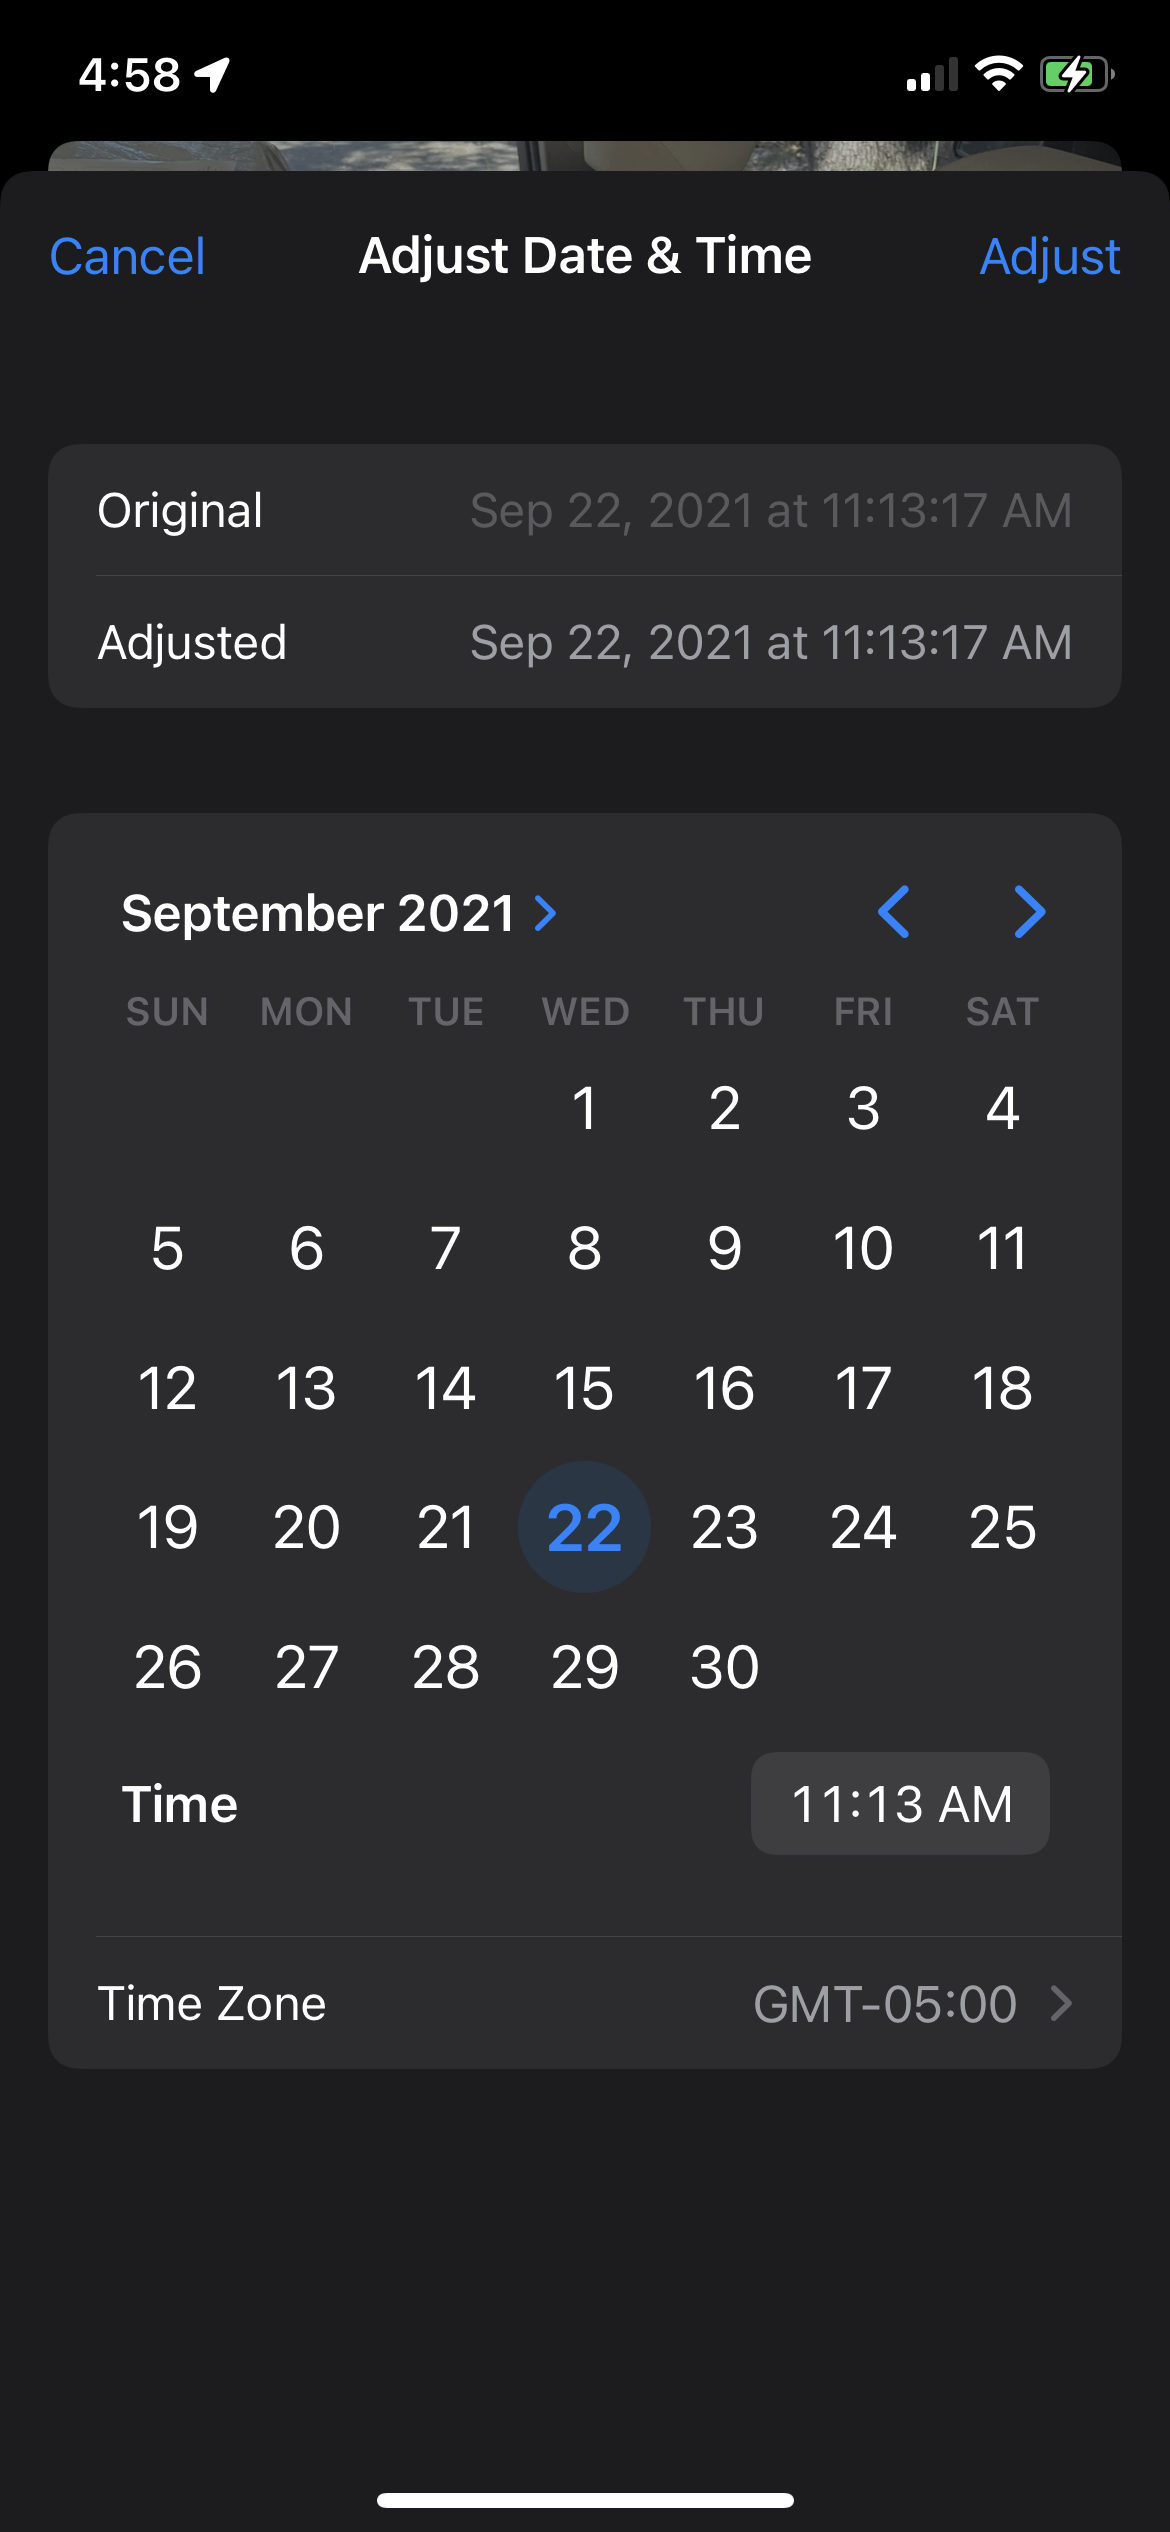 4:58
Cancel Adjust Date & Time Adjust
Original Sep 22, 2021 at 11:13:17 AM
Adjusted Sep 22, 2021 at 11:13:17 AM
September 2021
SUN MON TUE WED THU FRI SAT
1 2 3 4
5 6 7 8 9 10 11
12 13 14 15 16 17 18
19 20 21 22 23 24 25
26 27 28 29 30
Time 11:13 AM
Time Zone GMT-05:00